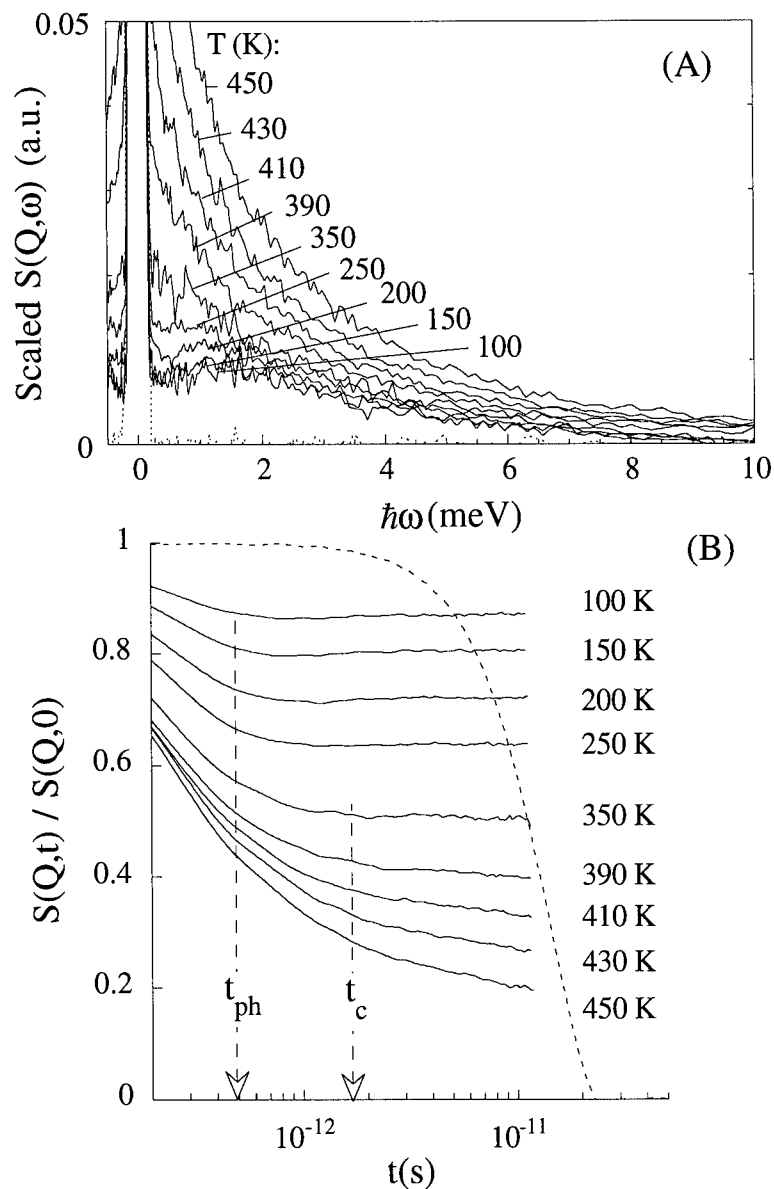 0.05
T (K):
(A)
450
430
410
390
350
250
200
150
100
Scaled S(Q,ω) (a.u.)
0
0 2 4 6 8 10
ħω(meV)
(B)
1
0.8
0.6
0.4
0.2
0
S(Q,t) / S(Q,0)
100 K
150 K
200 K
250 K
350 K
390 K
410 K
430 K
450 K
t_ph
t_c
10^-12 10^-11
t(s)